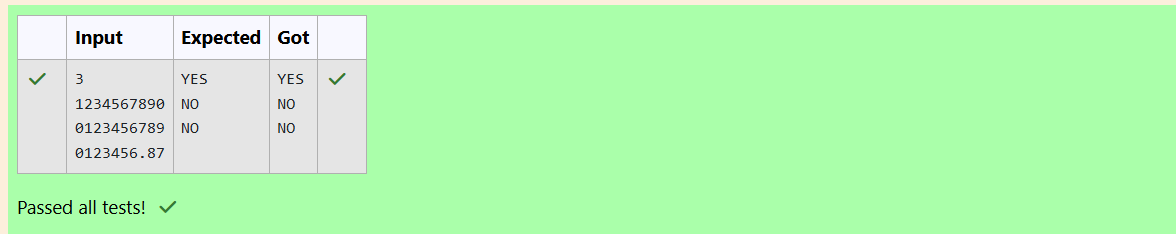 Input Expected Got
3 YES YES
1234567890 NO NO
0123456789 NO NO
0123456.87
Passed all tests!